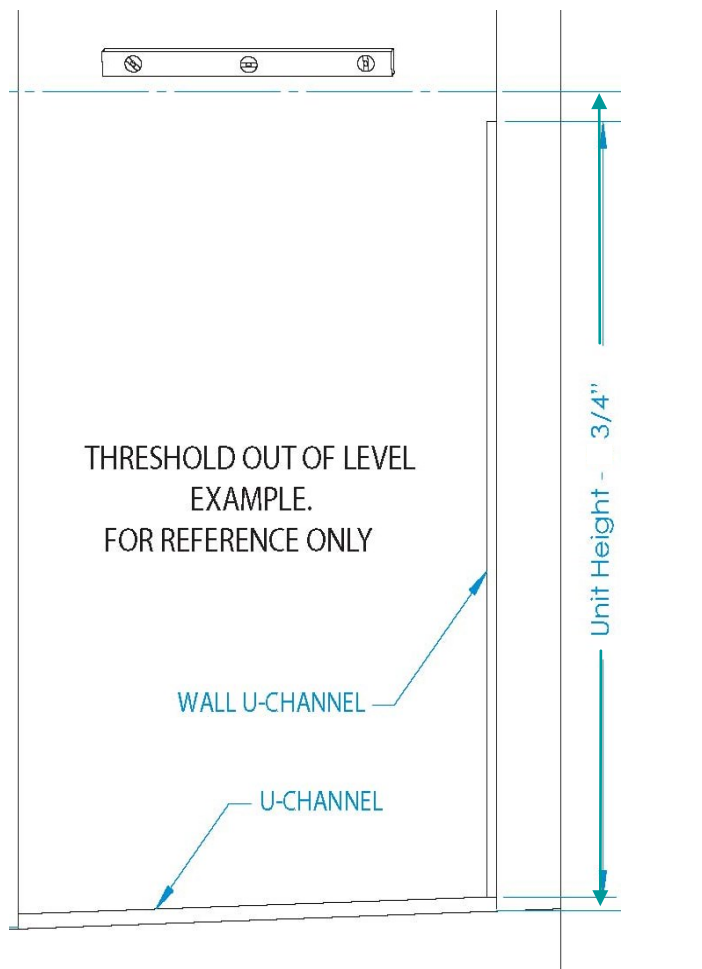 THRESHOLD OUT OF LEVEL
EXAMPLE.
FOR REFERENCE ONLY
Unit Height - 3/4"
WALL U-CHANNEL
U-CHANNEL